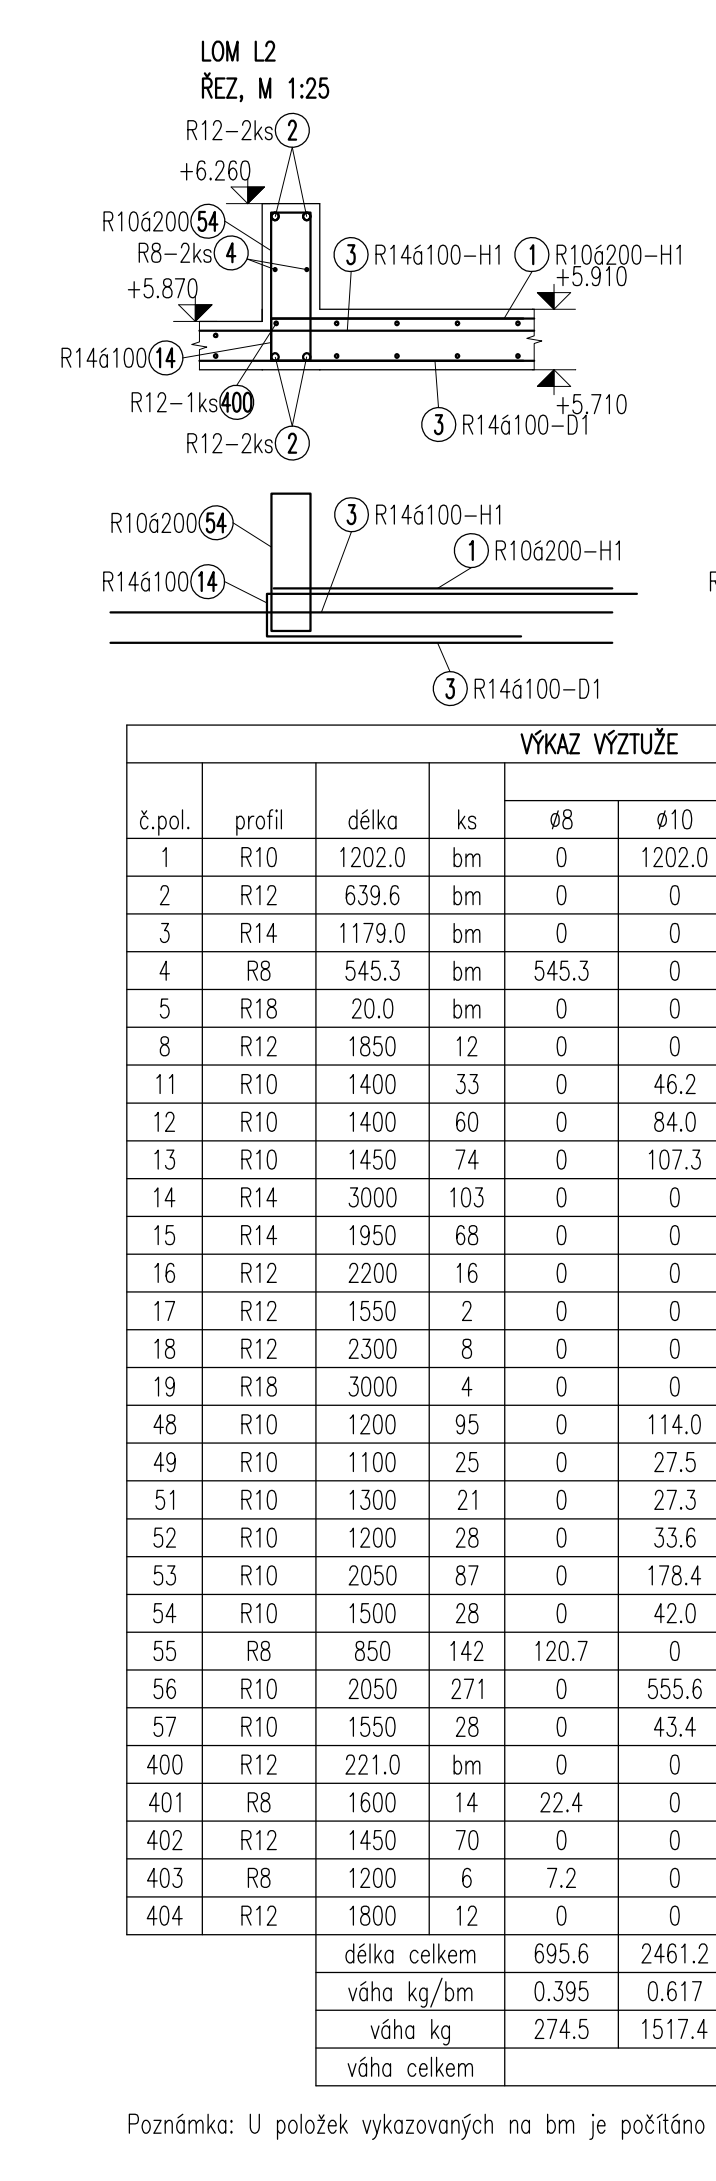 LOM L2
ŘEZ, M 1:25
R12-2ks 2
+6.260
R10á200 54
R8-2ks 4
3 R14á100-H1
1 R10á200-H1
+5.910
+5.870
R14á100 14
R12-1ks 400
+5.710
3 R14á100-D1
R12-2ks 2
R10á200 54
3 R14á100-H1
1 R10á200-H1
R14á100 14
R
3 R14á100-D1
VÝKAZ VÝZTUŽE
č.pol. profil délka ks ø8 ø10
1 R10 1202.0 bm 0 1202.0
2 R12 639.6 bm 0 0
3 R14 1179.0 bm 0 0
4 R8 545.3 bm 545.3 0
5 R18 20.0 bm 0 0
8 R12 1850 12 0 0
11 R10 1400 33 0 46.2
12 R10 1400 60 0 84.0
13 R10 1450 74 0 107.3
14 R14 3000 103 0 0
15 R14 1950 68 0 0
16 R12 2200 16 0 0
17 R12 1550 2 0 0
18 R12 2300 8 0 0
19 R18 3000 4 0 0
48 R10 1200 95 0 114.0
49 R10 1100 25 0 27.5
51 R10 1300 21 0 27.3
52 R10 1200 28 0 33.6
53 R10 2050 87 0 178.4
54 R10 1500 28 0 42.0
55 R8 850 142 120.7 0
56 R10 2050 271 0 555.6
57 R10 1550 28 0 43.4
400 R12 221.0 bm 0 0
401 R8 1600 14 22.4 0
402 R12 1450 70 0 0
403 R8 1200 6 7.2 0
404 R12 1800 12 0 0
délka celkem 695.6 2461.2
váha kg/bm 0.395 0.617
váha kg 274.5 1517.4
váha celkem
Poznámka: U položek vykazovaných na bm je počítáno